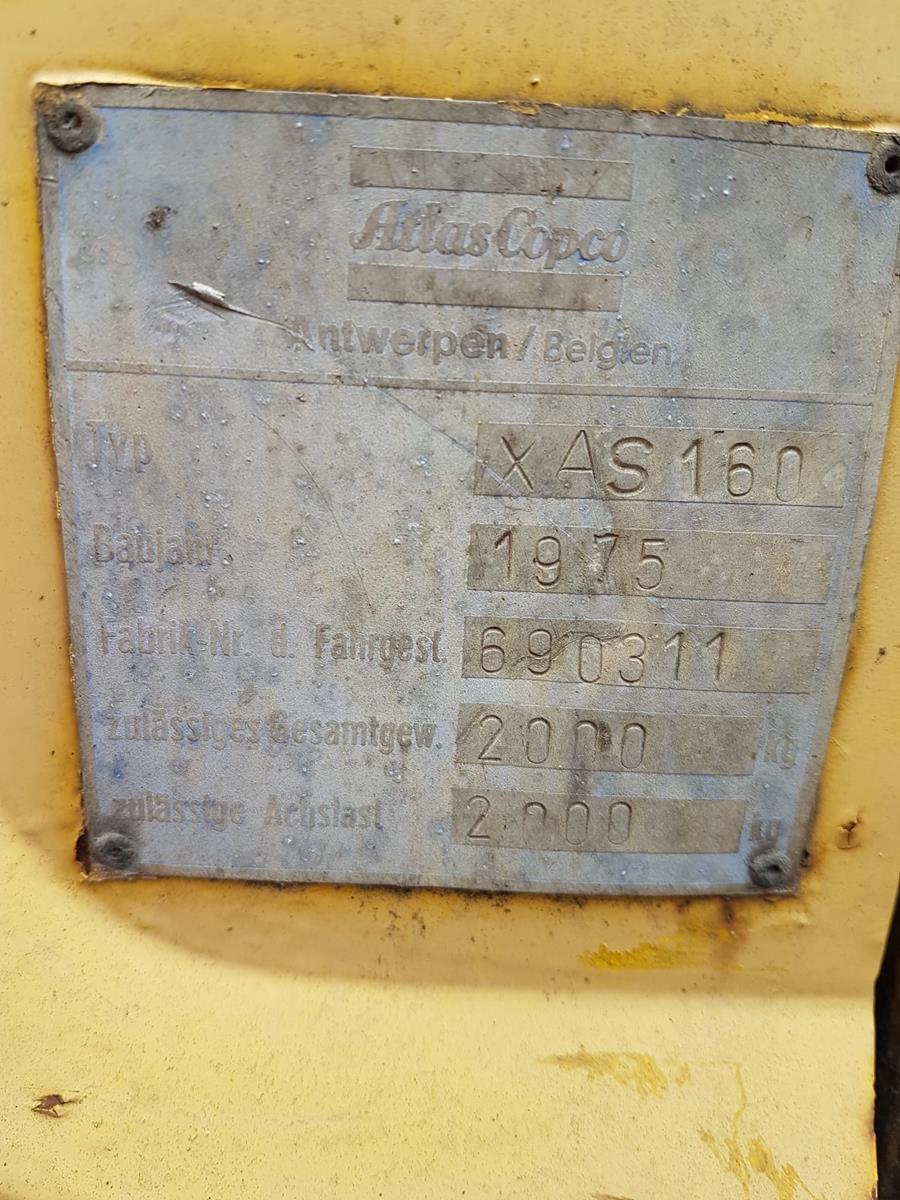 Atlas Copco
Antwerpen / Belgien
Typ XAS 160
Baujahr 1975
Fabrik-Nr. d. Fahrgest. 690311
zulässiges Gesamtgew. 2000 kg
zulässige Achslast 2000 kg